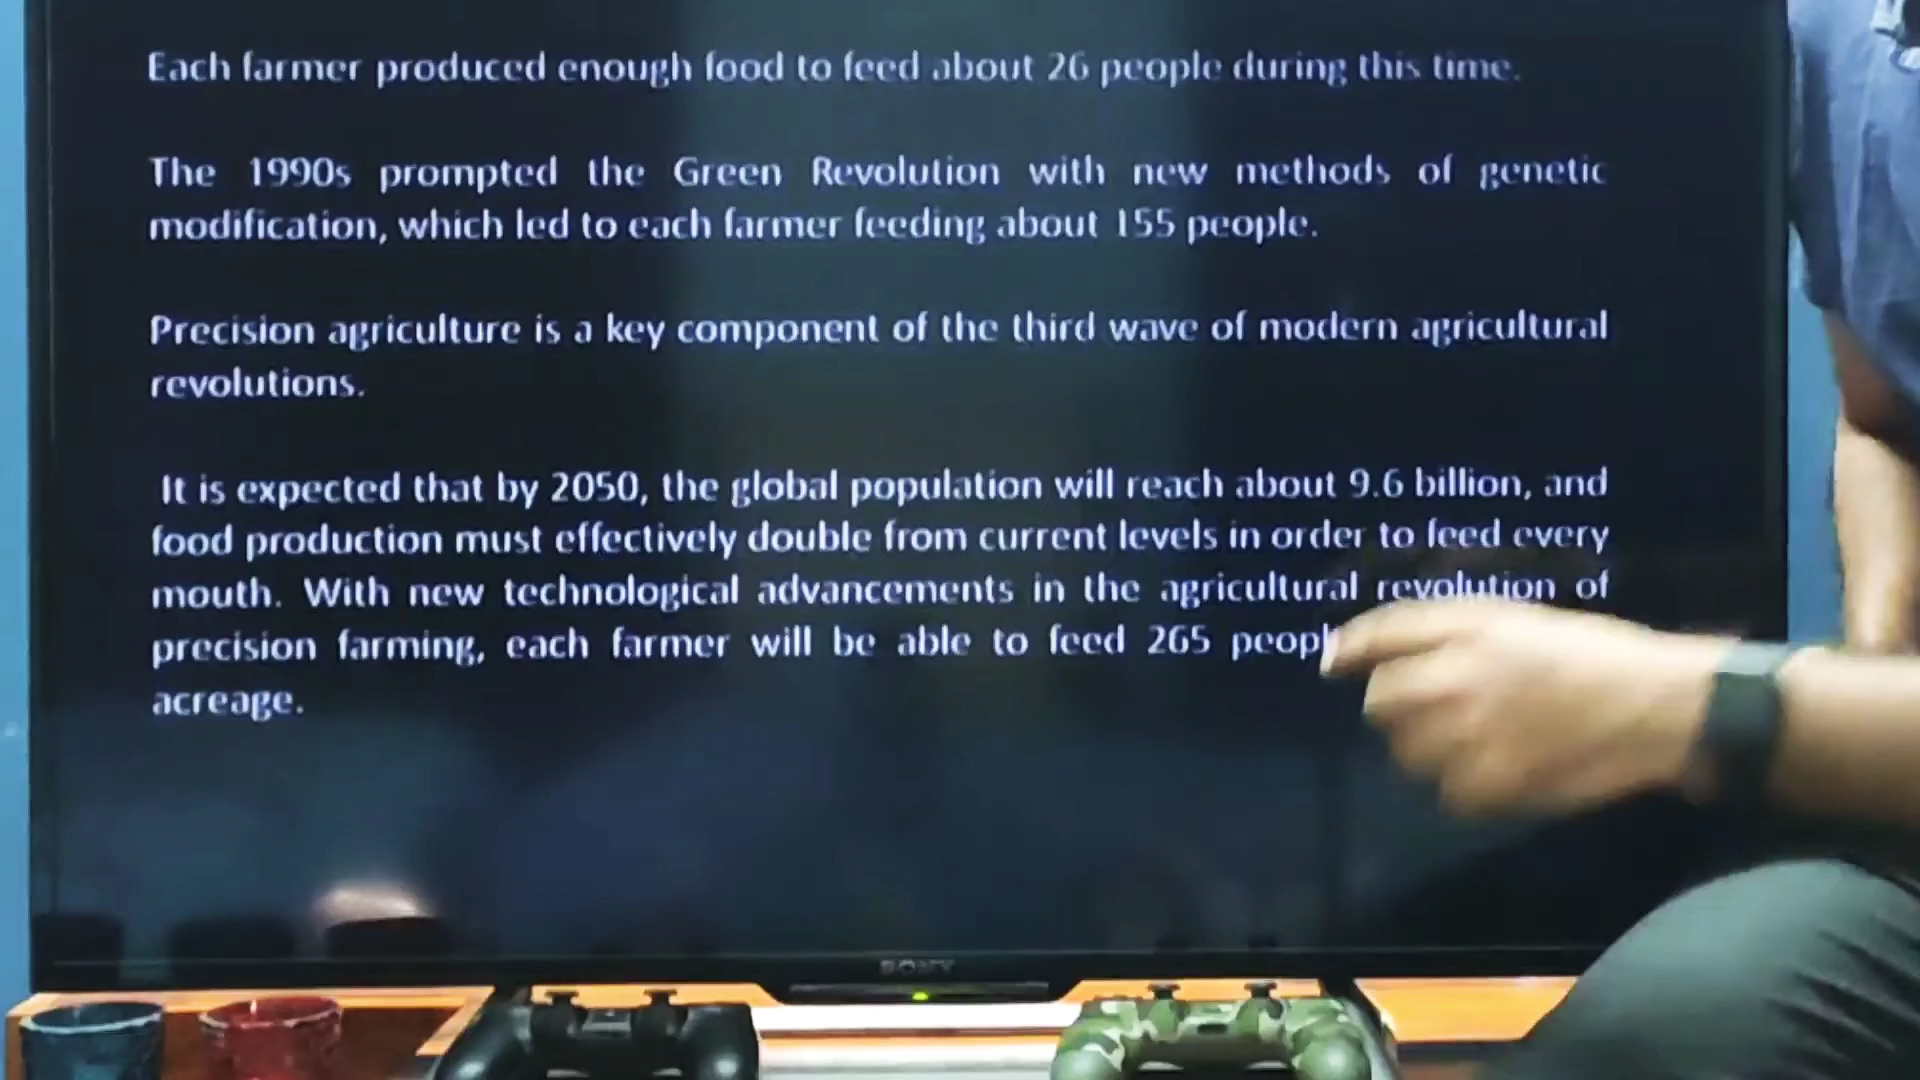 Each farmer produced enough food to feed about 26 people during this time.
The 1990s prompted the Green Revolution with new methods of genetic
modification, which led to each farmer feeding about 155 people.
Precision agriculture is a key component of the third wave of modern agricultural
revolutions.
It is expected that by 2050, the global population will reach about 9.6 billion, and
food production must effectively double from current levels in order to feed every
mouth. With new technological advancements in the agricultural revolution of
precision farming, each farmer will be able to feed 265
acreage.
SONY